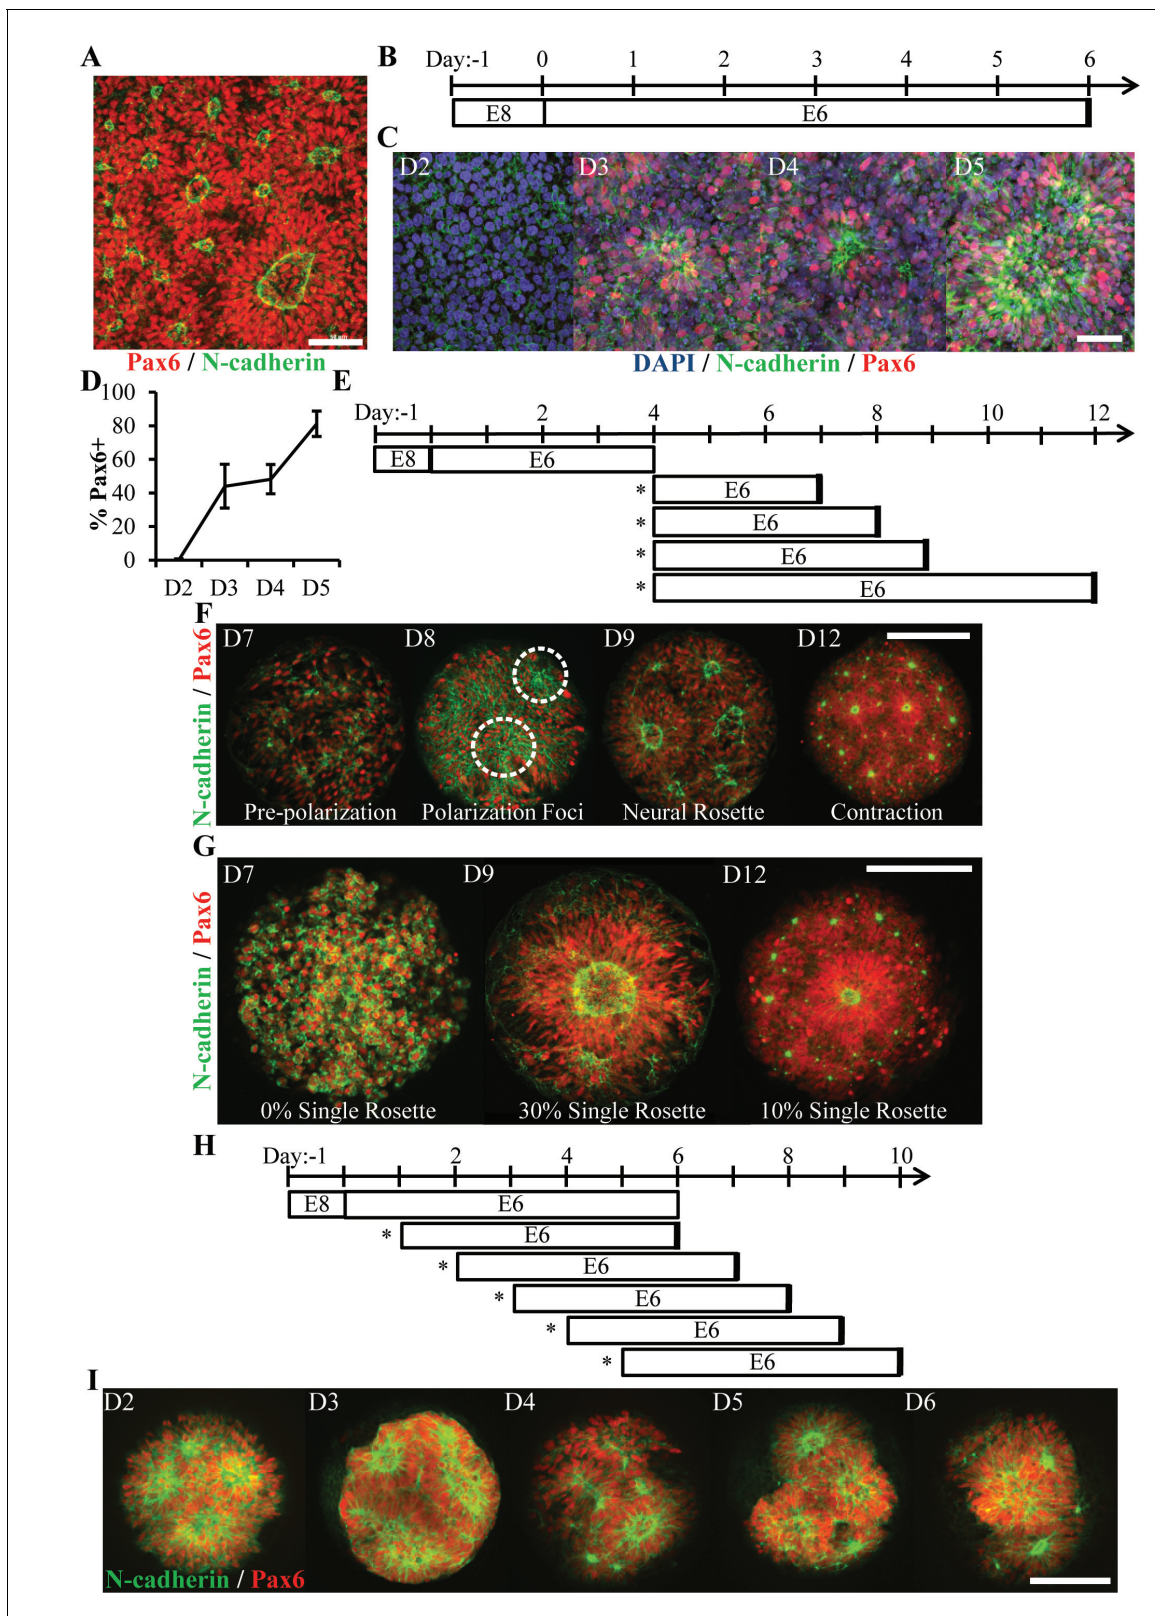 A
Pax6 / N-cadherin
B
Day:-1 0 1 2 3 4 5 6
E8 E6
C
D2 D3 D4 D5
DAPI / N-cadherin / Pax6
D
% Pax6+
100
80
60
40
20
0
D2 D3 D4 D5
E
Day:-1 2 4 6 8 10 12
E8 E6
* E6
* E6
* E6
* E6
F
N-cadherin / Pax6
D7 D8 D9 D12
Pre-polarization Polarization Foci Neural Rosette Contraction
G
N-cadherin / Pax6
D7 D9 D12
0% Single Rosette 30% Single Rosette 10% Single Rosette
H
Day:-1 2 4 6 8 10
E8 E6
* E6
* E6
* E6
* E6
* E6
I
D2 D3 D4 D5 D6
N-cadherin / Pax6